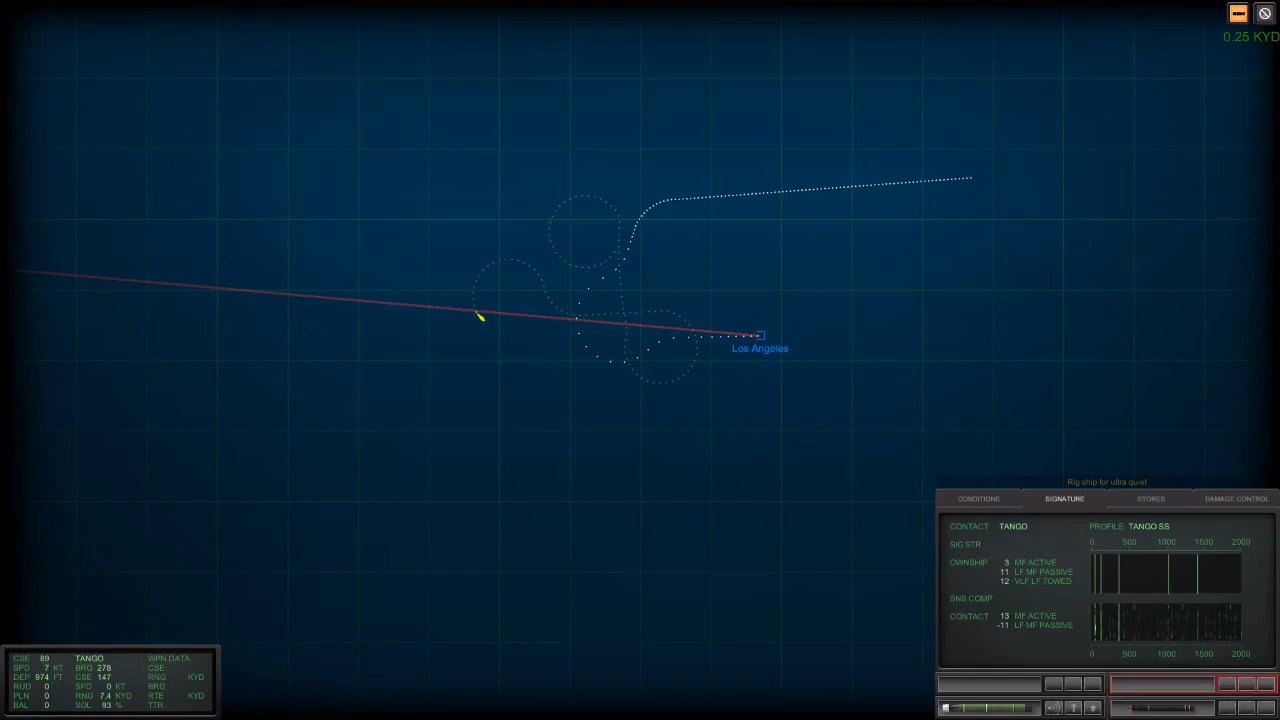 0.25 KYD
Los Angeles
Rig ship for ultra quiet
CONDITIONS SIGNATURE STORES DAMAGE CONTROL
CONTACT TANGO PROFILE: TANGO SS
SIG STR 0 500 1000 1500 2000
OWNSHIP 3 MF ACTIVE
11 LF MF PASSIVE
12 VLF LF TOWED
SNS COMP
CONTACT 13 MF ACTIVE
-11 LF MF PASSIVE
0 500 1000 1500 2000
CSE 89 TANGO WPN DATA
SPD 7 KT BRG 278 CSE
DEP 974 FT CSE 147 RNG KYD
RUD 0 SPD 0 KT BRG
PLN 0 RNG 7.4 KYD RTE KYD
BAL 0 SOL 93 % TTR